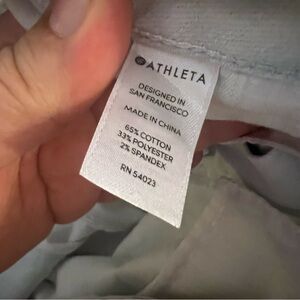 ATHLETA
DESIGNED IN
SAN FRANCISCO
MADE IN CHINA
65% COTTON
33% POLYESTER
2% SPANDEX
RN 54023